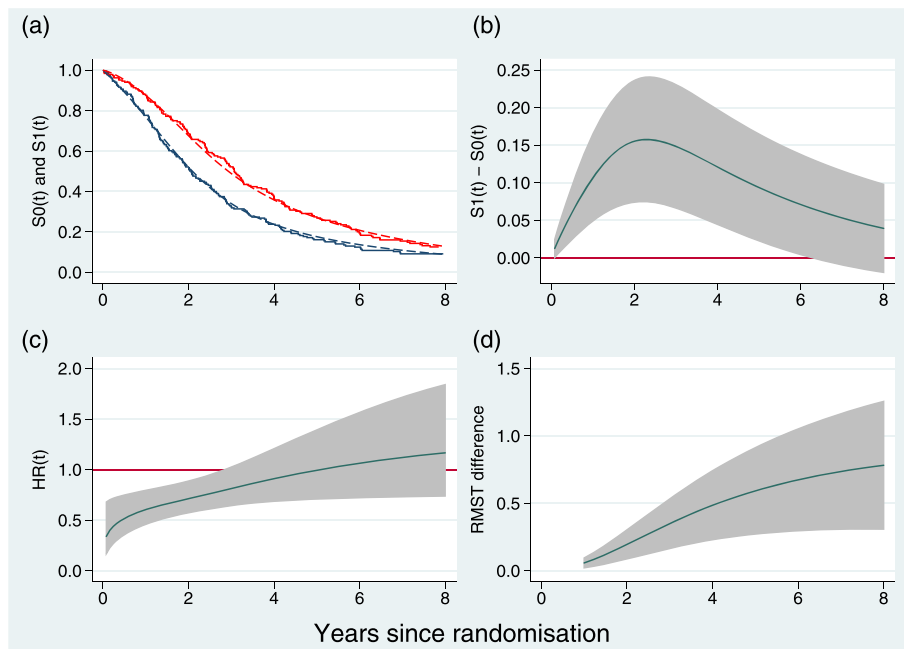 (a)
S0(t) and S1(t)
1.0
0.8
0.6
0.4
0.2
0.0
0 2 4 6 8
(b)
S1(t) − S0(t)
0.25
0.20
0.15
0.10
0.05
0.00
0 2 4 6 8
(c)
HR(t)
2.0
1.5
1.0
0.5
0.0
0 2 4 6 8
(d)
RMST difference
1.5
1.0
0.5
0.0
0 2 4 6 8
Years since randomisation